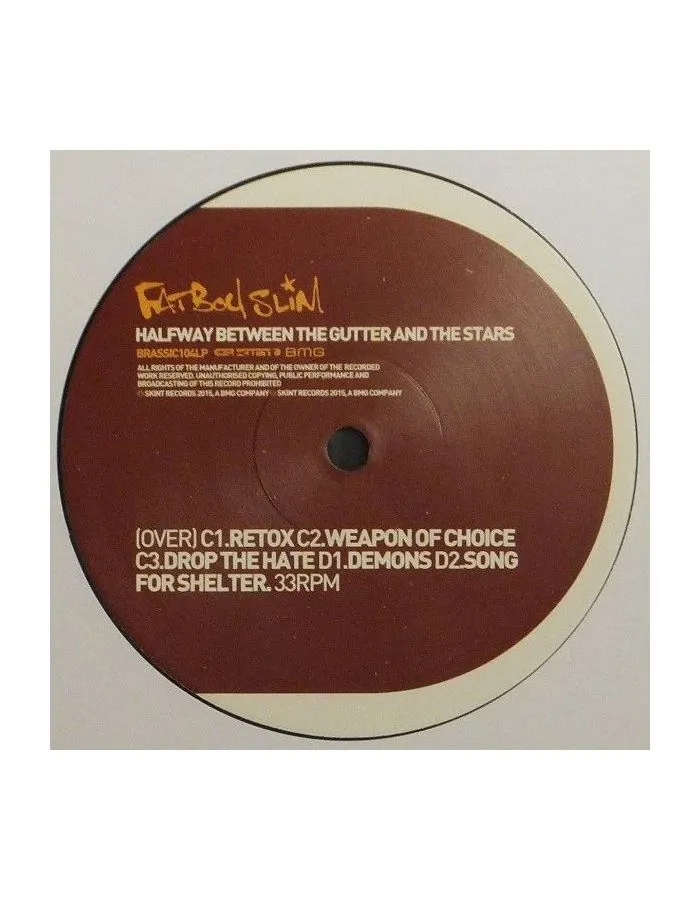 FATBOY SLIM
HALFWAY BETWEEN THE GUTTER AND THE STARS
BRASSIC104LP BMG
ALL RIGHTS OF THE MANUFACTURER AND OF THE OWNER OF THE RECORDED
WORK RESERVED. UNAUTHORISED COPYING, PUBLIC PERFORMANCE AND
BROADCASTING OF THIS RECORD PROHIBITED
SKINT RECORDS 2015, A BMG COMPANY SKINT RECORDS 2015, A BMG COMPANY
(OVER) C1.RETOX C2.WEAPON OF CHOICE
C3.DROP THE HATE D1.DEMONS D2.SONG
FOR SHELTER. 33RPM